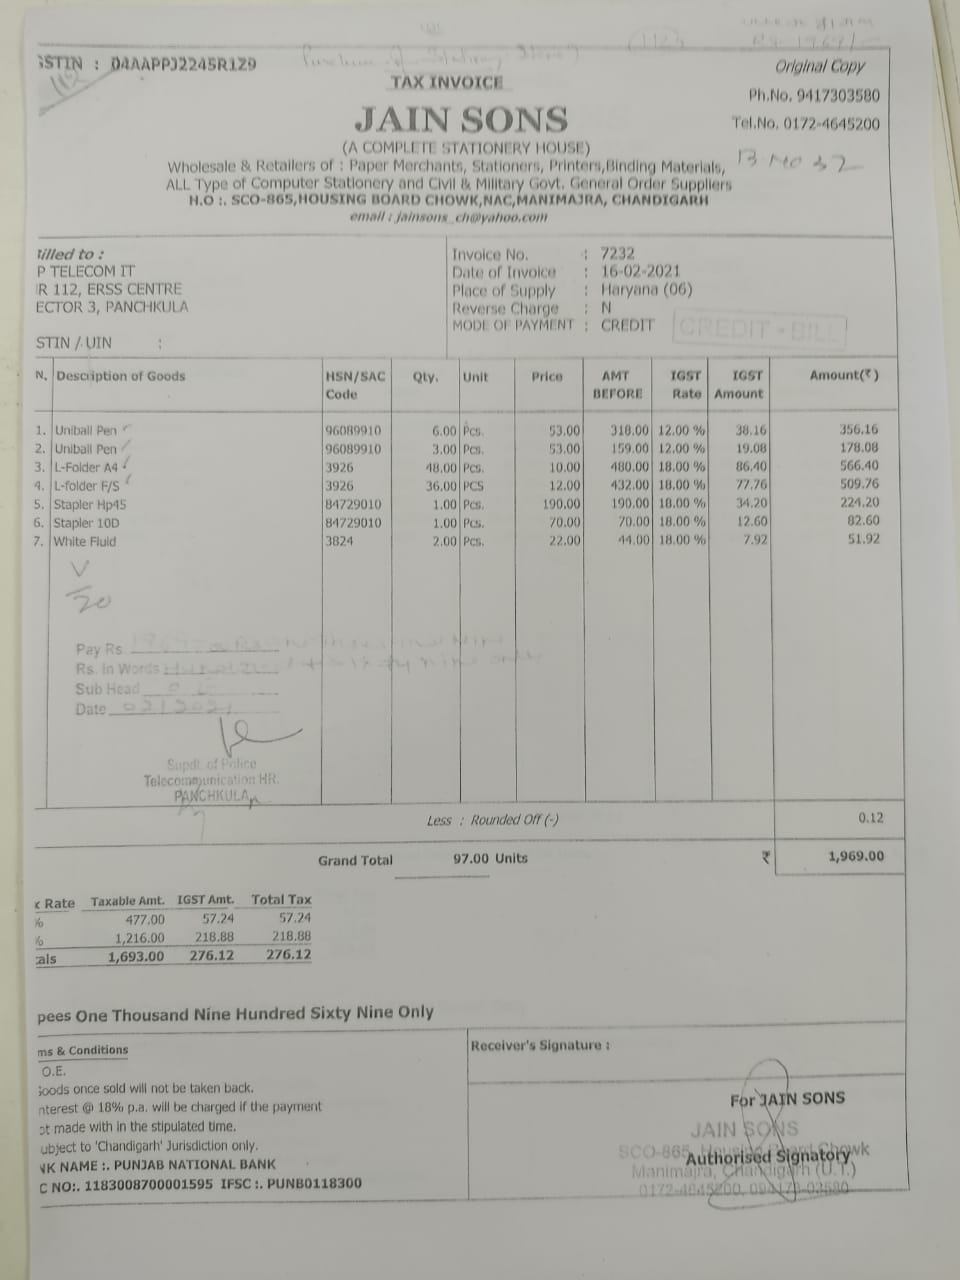 GSTIN : 04AAPPJ2245R1Z9
Original Copy
TAX INVOICE
Ph.No. 9417303580
JAIN SONS
Tel.No. 0172-4645200
(A COMPLETE STATIONERY HOUSE)
Wholesale & Retailers of : Paper Merchants, Stationers, Printers,Binding Materials,
B NO 32
ALL Type of Computer Stationery and Civil & Military Govt. General Order Suppliers
H.O :. SCO-865,HOUSING BOARD CHOWK,NAC,MANIMAJRA, CHANDIGARH
email : jainsons_ch@yahoo.com
Billed to :
P TELECOM IT
R 112, ERSS CENTRE
ECTOR 3, PANCHKULA
STIN / UIN :
Invoice No. : 7232
Date of Invoice : 16-02-2021
Place of Supply : Haryana (06)
Reverse Charge : N
MODE OF PAYMENT : CREDIT
CREDIT - BILL
N. Description of Goods HSN/SAC Code Qty. Unit Price AMT BEFORE IGST Rate IGST Amount Amount(₹)
1. Uniball Pen 96089910 6.00 Pcs. 53.00 318.00 12.00 % 38.16 356.16
2. Uniball Pen 96089910 3.00 Pcs. 53.00 159.00 12.00 % 19.08 178.08
3. L-Folder A4 3926 48.00 Pcs. 10.00 480.00 18.00 % 86.40 566.40
4. L-folder F/S 3926 36.00 PCS 12.00 432.00 18.00 % 77.76 509.76
5. Stapler Hp45 84729010 1.00 Pcs. 190.00 190.00 18.00 % 34.20 224.20
6. Stapler 10D 84729010 1.00 Pcs. 70.00 70.00 18.00 % 12.60 82.60
7. White Fluid 3824 2.00 Pcs. 22.00 44.00 18.00 % 7.92 51.92
Pay Rs
Rs. in Words
Sub Head
Date
Supdt. of Police
Telecommunication HR.
PANCHKULA
Less : Rounded Off (-) 0.12
Grand Total 97.00 Units ₹ 1,969.00
x Rate Taxable Amt. IGST Amt. Total Tax
% 477.00 57.24 57.24
% 1,216.00 218.88 218.88
tals 1,693.00 276.12 276.12
pees One Thousand Nine Hundred Sixty Nine Only
ms & Conditions
O.E.
Goods once sold will not be taken back.
nterest @ 18% p.a. will be charged if the payment
ot made with in the stipulated time.
ubject to 'Chandigarh' Jurisdiction only.
NK NAME :. PUNJAB NATIONAL BANK
C NO:. 1183008700001595 IFSC :. PUNB0118300
Receiver's Signature :
For JAIN SONS
JAIN SONS
SCO-865, Housing Board Chowk
Authorised Signatory
Manimajra, Chandigarh (U.T.)
0172-4645200, 094170-03580